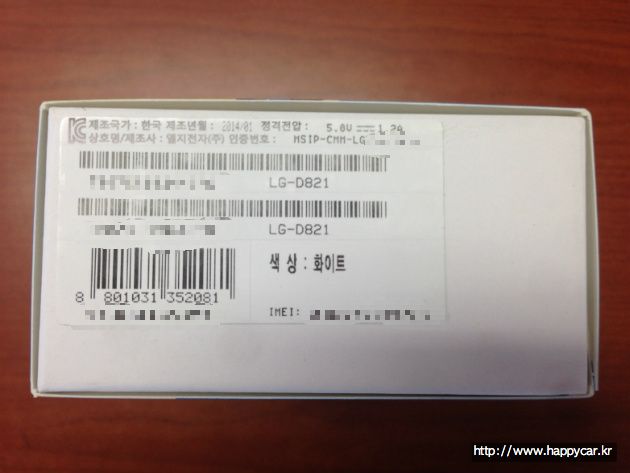 제조국가 : 한국 제조년월 : 2014/01 정격전압 : 5.0V 1.2A
상호명/제조사 : 엘지전자(주) 인증번호 : MSIP-CMM-LG
LG-D821
LG-D821
색 상 : 화이트
8 801031 352081
IMEI:
http://www.happycar.kr